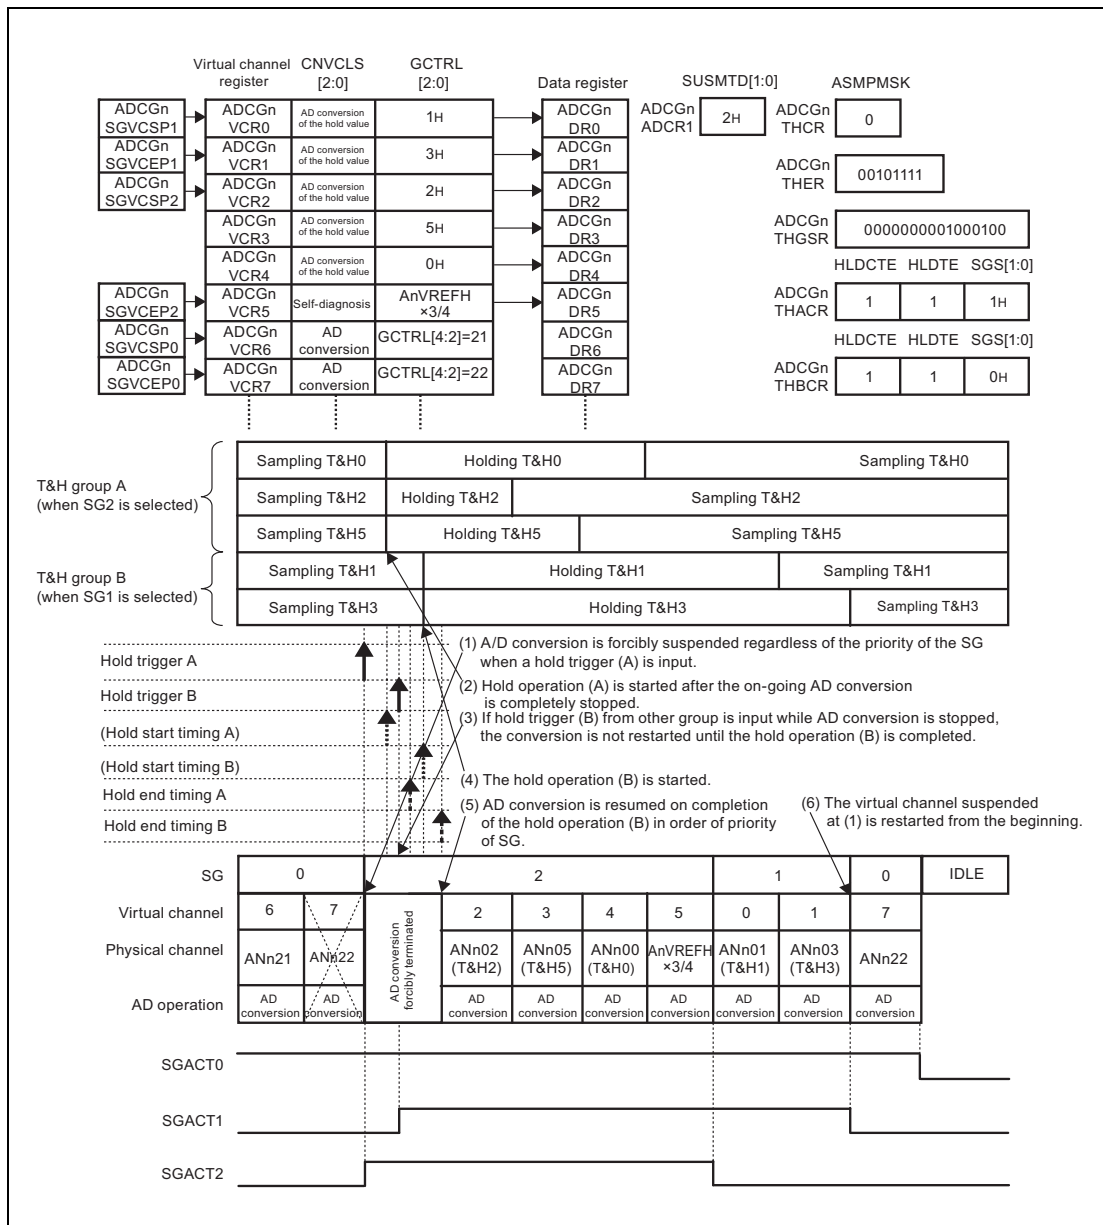 Virtual channel register CNVCLS [2:0] GCTRL [2:0] Data register SUSMTD[1:0] ASMPMSK
ADCGn SGVCSP1 ADCGn VCR0 AD conversion of the hold value 1H ADCGn DR0 ADCGn ADCR1 2H ADCGn THCR 0
ADCGn SGVCEP1 ADCGn VCR1 AD conversion of the hold value 3H ADCGn DR1
ADCGn SGVCSP2 ADCGn VCR2 AD conversion of the hold value 2H ADCGn DR2 ADCGn THER 00101111
ADCGn VCR3 AD conversion of the hold value 5H ADCGn DR3 ADCGn THGSR 0000000001000100
ADCGn VCR4 AD conversion of the hold value 0H ADCGn DR4
HLDCTE HLDTE SGS[1:0]
ADCGn SGVCEP2 ADCGn VCR5 Self-diagnosis AnVREFH ×3/4 ADCGn DR5 ADCGn THACR 1 1 1H
ADCGn SGVCSP0 ADCGn VCR6 AD conversion GCTRL[4:2]=21 ADCGn DR6
HLDCTE HLDTE SGS[1:0]
ADCGn SGVCEP0 ADCGn VCR7 AD conversion GCTRL[4:2]=22 ADCGn DR7 ADCGn THBCR 1 1 0H
T&H group A
(when SG2 is selected)
Sampling T&H0 Holding T&H0 Sampling T&H0
Sampling T&H2 Holding T&H2 Sampling T&H2
Sampling T&H5 Holding T&H5 Sampling T&H5
T&H group B
(when SG1 is selected)
Sampling T&H1 Holding T&H1 Sampling T&H1
Sampling T&H3 Holding T&H3 Sampling T&H3
Hold trigger A
Hold trigger B
(Hold start timing A)
(Hold start timing B)
Hold end timing A
Hold end timing B
(1) A/D conversion is forcibly suspended regardless of the priority of the SG
when a hold trigger (A) is input.
(2) Hold operation (A) is started after the on-going AD conversion
is completely stopped.
(3) If hold trigger (B) from other group is input while AD conversion is stopped,
the conversion is not restarted until the hold operation (B) is completed.
(4) The hold operation (B) is started.
(5) AD conversion is resumed on completion
of the hold operation (B) in order of priority
of SG.
(6) The virtual channel suspended
at (1) is restarted from the beginning.
SG 0 2 1 0 IDLE
Virtual channel 6 7 2 3 4 5 0 1 7
AD conversion
forcibly terminated
Physical channel ANn21 ANn22 ANn02 (T&H2) ANn05 (T&H5) ANn00 (T&H0) AnVREFH ×3/4 ANn01 (T&H1) ANn03 (T&H3) ANn22
AD operation AD conversion AD conversion AD conversion AD conversion AD conversion AD conversion AD conversion AD conversion AD conversion
SGACT0
SGACT1
SGACT2